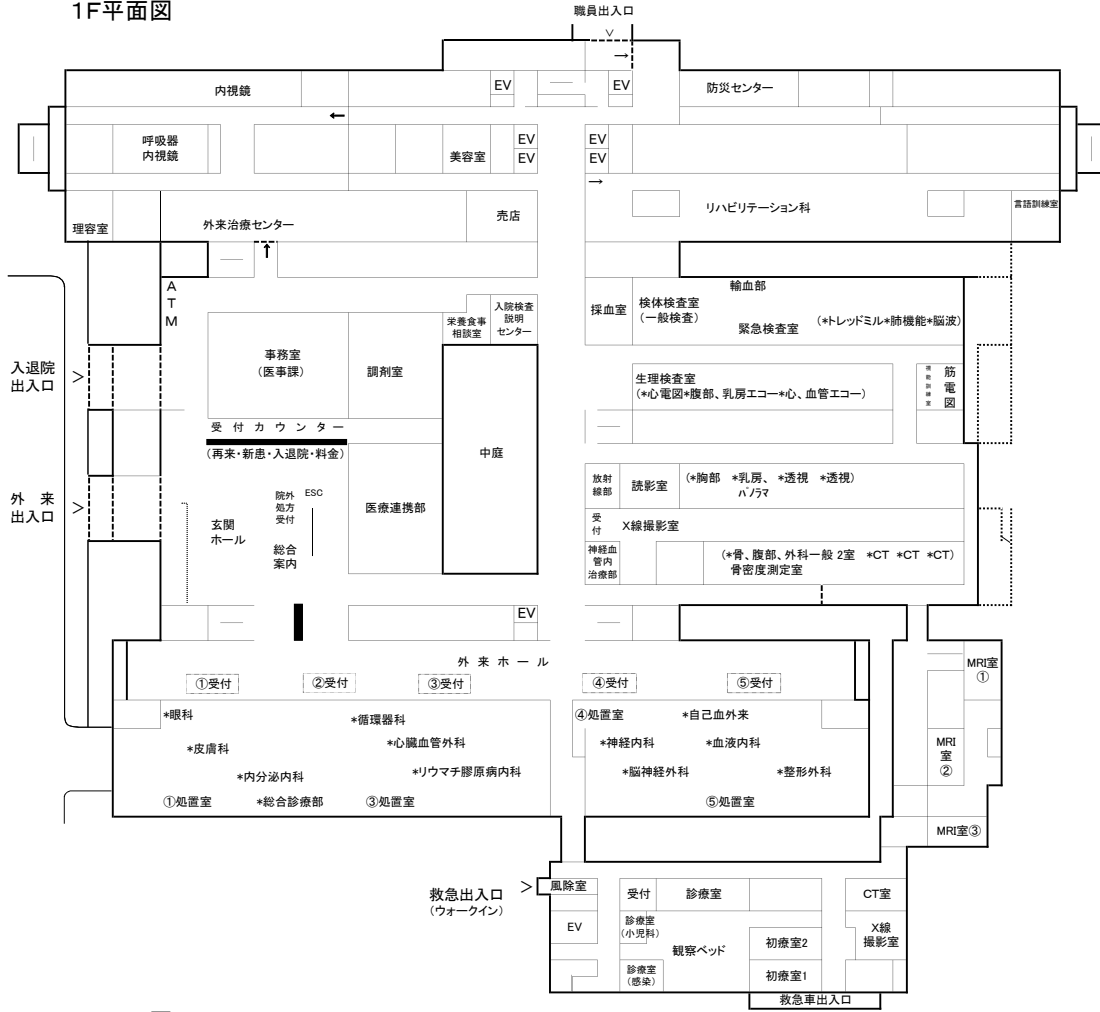 1F平面図
職員出入口
内視鏡
EV
EV
防災センター
呼吸器
内視鏡
美容室
EV
EV
EV
EV
理容室
外来治療センター
売店
リハビリテーション科
言語訓練室
ATM
栄養食事
相談室
入院検査
説明
センター
採血室
検体検査室
(一般検査)
輸血部
緊急検査室
(*トレッドミル*肺機能*脳波)
入退院
出入口
事務室
(医事課)
調剤室
生理検査室
(*心電図*腹部、乳房エコー*心、血管エコー)
視能訓練室
筋電図
受付カウンター
(再来・新患・入退院・料金)
中庭
外来
出入口
玄関
ホール
院外
処方
受付
ESC
総合
案内
医療連携部
放射
線部
読影室
(*胸部 *乳房、 *透視 *透視)
パノラマ
受付
X線撮影室
神経血
管内
治療部
(*骨、腹部、外科一般 2室 *CT *CT *CT)
骨密度測定室
EV
外来ホール
①受付
②受付
③受付
④受付
⑤受付
MRI室
①
*眼科
*循環器科
④処置室
*自己血外来
*皮膚科
*心臓血管外科
*神経内科
*血液内科
MRI
室
②
*内分泌内科
*リウマチ膠原病内科
*脳神経外科
*整形外科
①処置室
*総合診療部
③処置室
⑤処置室
MRI室③
救急出入口
(ウォークイン)
風除室
受付
診療室
CT室
EV
診療室
(小児科)
観察ベッド
初療室2
X線
撮影室
診療室
(感染)
初療室1
救急車出入口